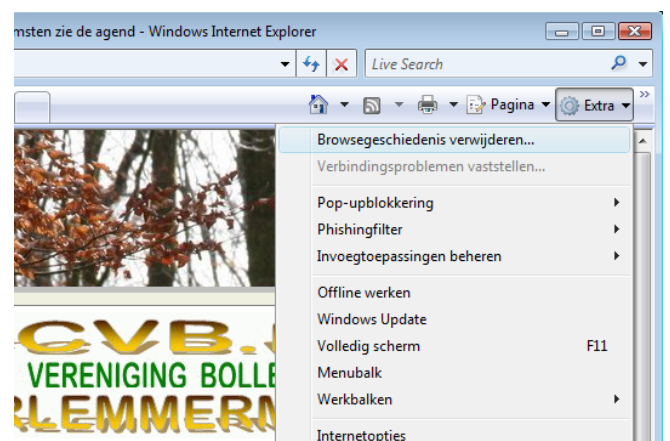 msten zie de agend - Windows Internet Explorer
Live Search
Pagina
Extra
Browsegeschiedenis verwijderen...
Verbindingsproblemen vaststellen...
Pop-upblokkering
Phishingfilter
Invoegtoepassingen beheren
Offline werken
Windows Update
Volledig scherm F11
Menubalk
Werkbalken
Internetopties
CVB.
VERENIGING BOLLE
LEMMER